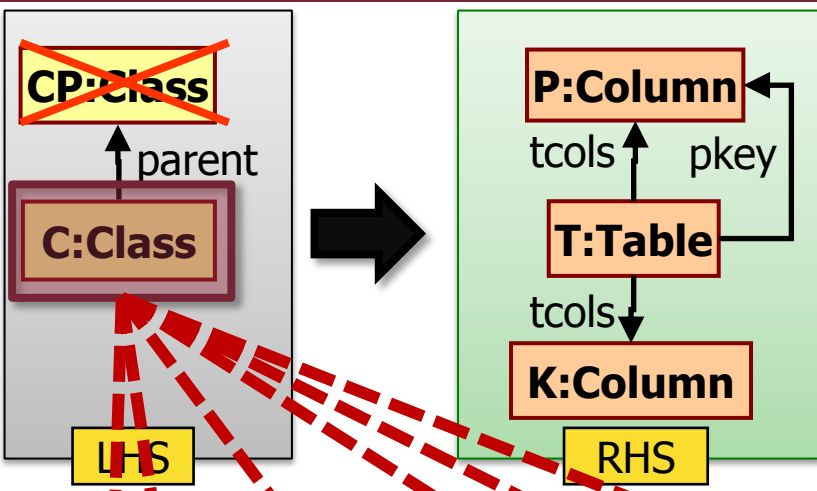 CP:Class
parent
C:Class
LHS
P:Column
tcols
pkey
T:Table
tcols
K:Column
RHS